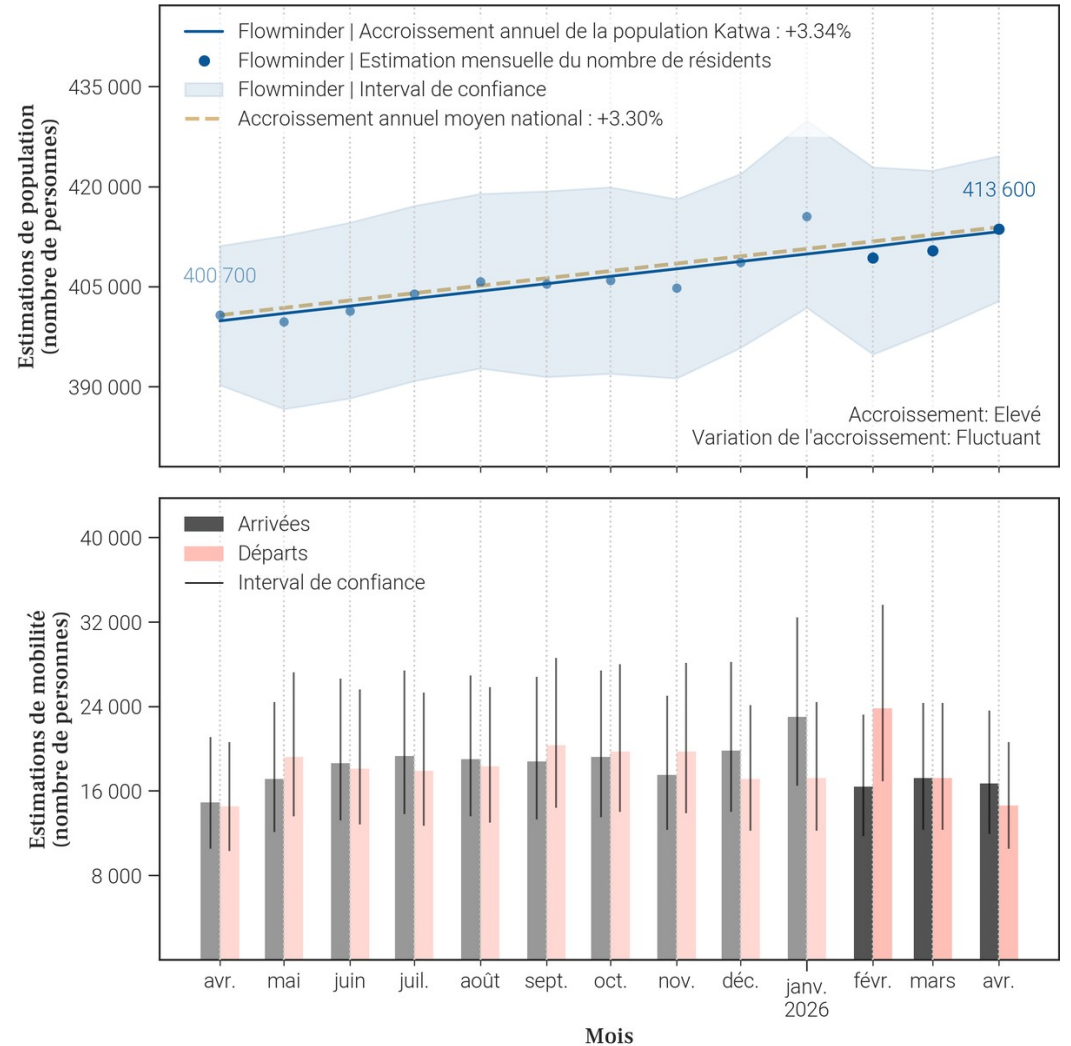 Flowminder | Accroissement annuel de la population Katwa : +3.34%
Flowminder | Estimation mensuelle du nombre de résidents
Flowminder | Interval de confiance
Accroissement annuel moyen national : +3.30%
Estimations de population
(nombre de personnes)
435 000
420 000
405 000
390 000
400 700
413 600
Accroissement: Elevé
Variation de l'accroissement: Fluctuant
Arrivées
Départs
Interval de confiance
Estimations de mobilité
(nombre de personnes)
40 000
32 000
24 000
16 000
8 000
avr. mai juin juil. août sept. oct. nov. déc. janv. févr. mars avr.
2026
Mois